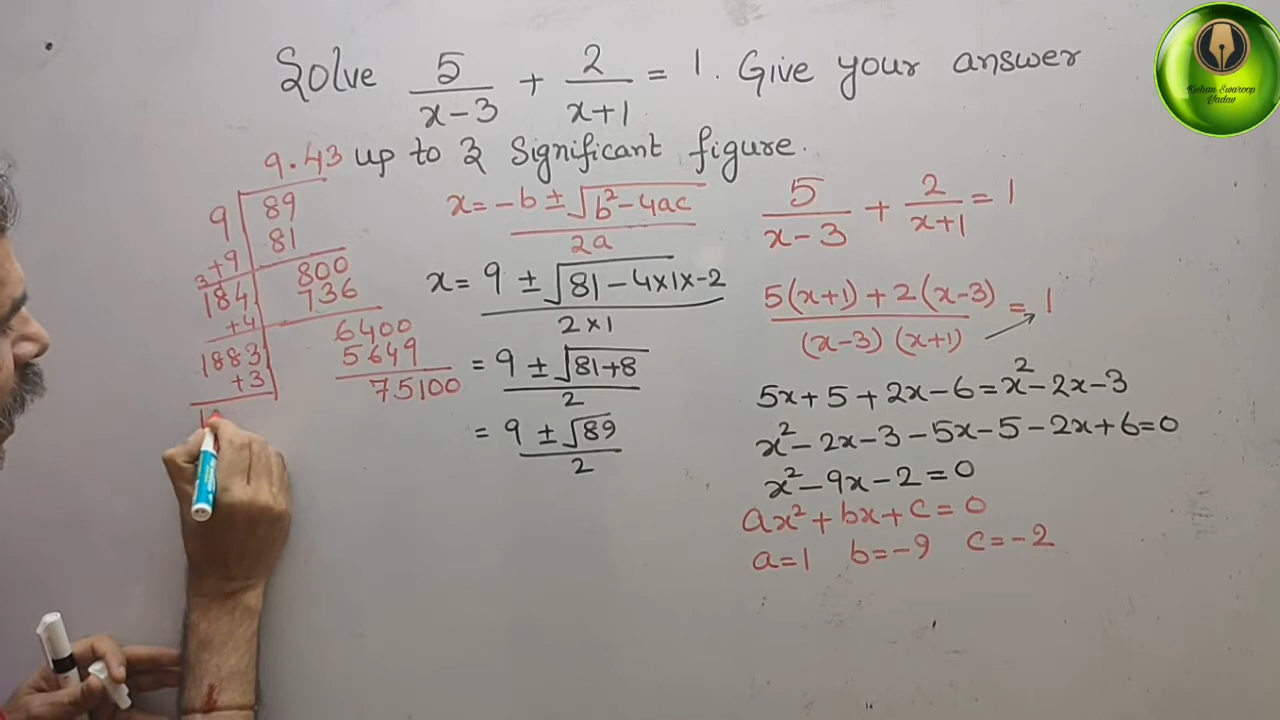 Solve 5/(x-3) + 2/(x+1) = 1. Give your answer
up to 3 Significant figure.
9.43
9 89
81
+9 800
3
184 736
+4 6400
1883 5649
+3 75100
1
x = (-b ± √(b²-4ac))/2a
x = (9 ± √(81-4×1×-2))/(2×1)
= (9 ± √(81+8))/2
= (9 ± √89)/2
5/(x-3) + 2/(x+1) = 1
(5(x+1) + 2(x-3))/((x-3)(x+1)) = 1
5x+5+2x-6=x²-2x-3
x²-2x-3-5x-5-2x+6=0
x²-9x-2=0
ax²+bx+c=0
a=1 b=-9 c=-2
Kishan Swaroop
Yadav